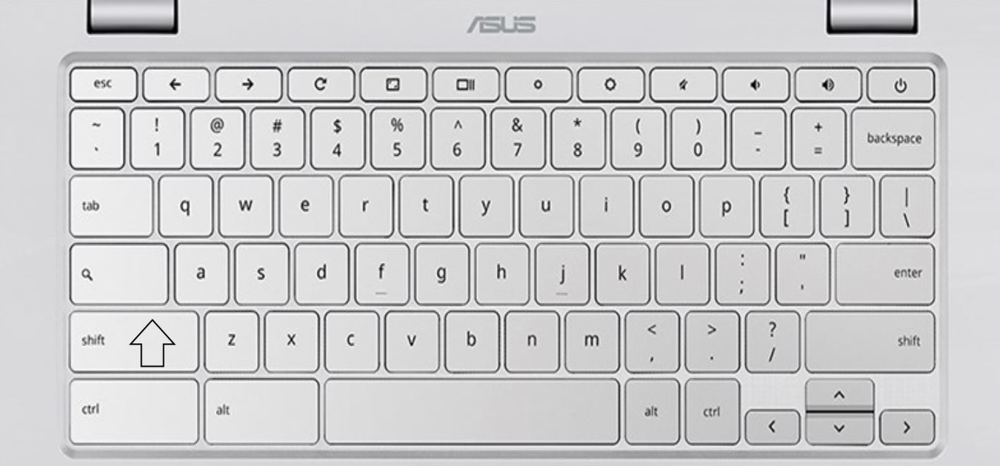 ASUS
esc
~ ! @ # $ % ^ & * ( ) _ +
` 1 2 3 4 5 6 7 8 9 0 - = backspace
tab q w e r t y u i o p { } |
[ ] \
a s d f g h j k l : " enter
; '
shift z x c v b n m < > ? shift
, . /
ctrl alt alt ctrl < ^ v >